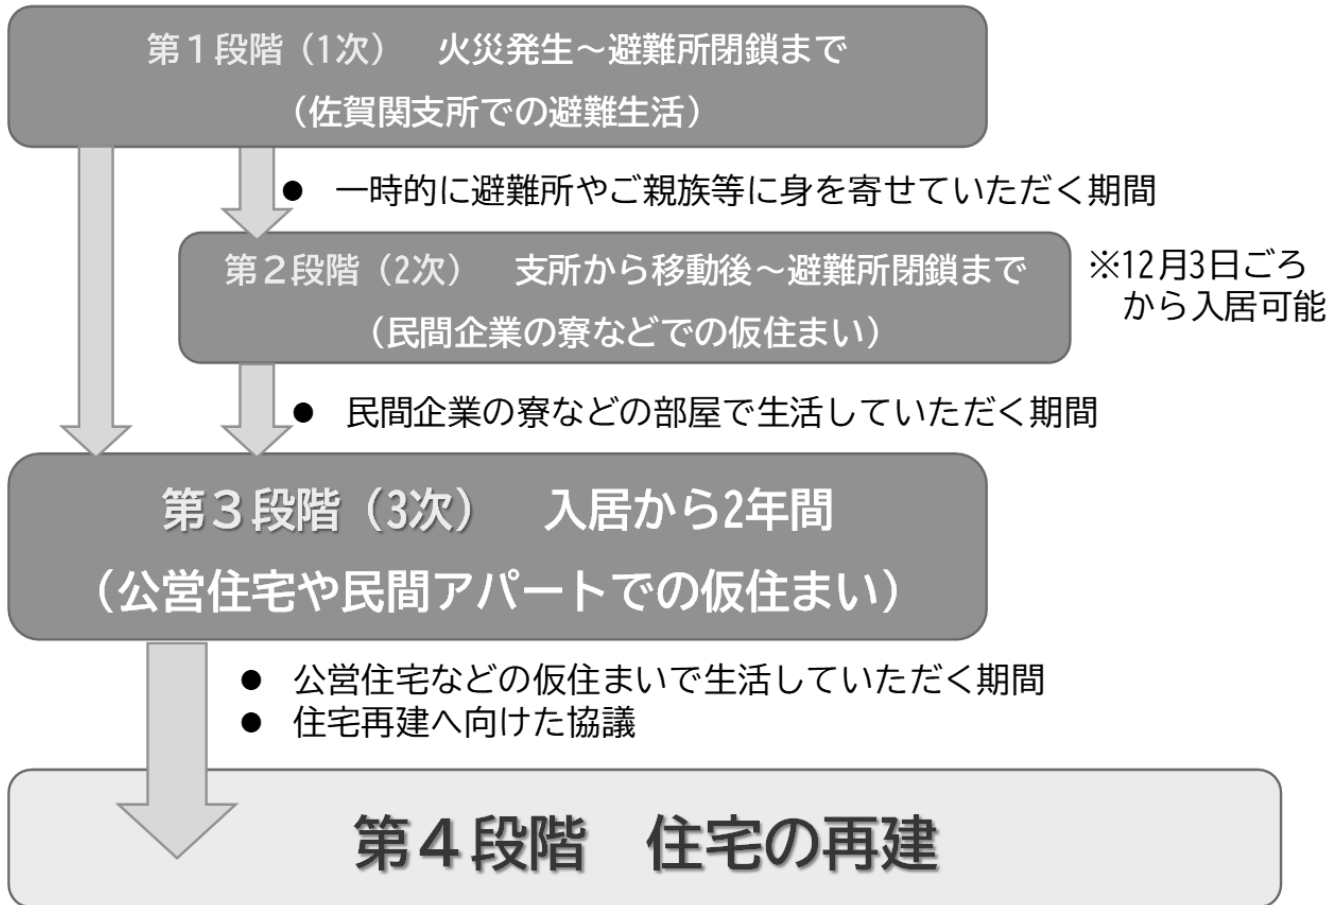 第１段階（1次）　火災発生～避難所閉鎖まで
（佐賀関支所での避難生活）
● 一時的に避難所やご親族等に身を寄せていただく期間
第２段階（2次）　支所から移動後～避難所閉鎖まで
（民間企業の寮などでの仮住まい）
※12月3日ごろ
から入居可能
● 民間企業の寮などの部屋で生活していただく期間
第３段階（3次）　入居から2年間
（公営住宅や民間アパートでの仮住まい）
● 公営住宅などの仮住まいで生活していただく期間
● 住宅再建へ向けた協議
第４段階　住宅の再建